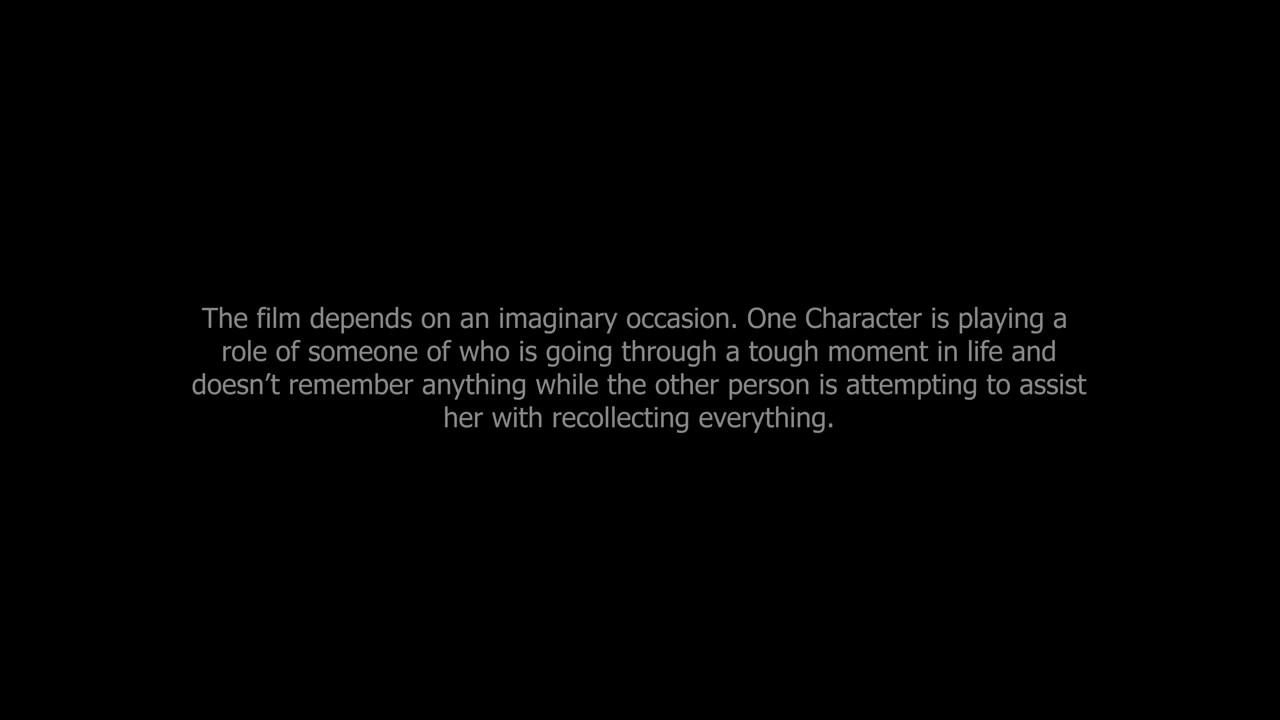 The film depends on an imaginary occasion. One Character is playing a
role of someone of who is going through a tough moment in life and
doesn’t remember anything while the other person is attempting to assist
her with recollecting everything.